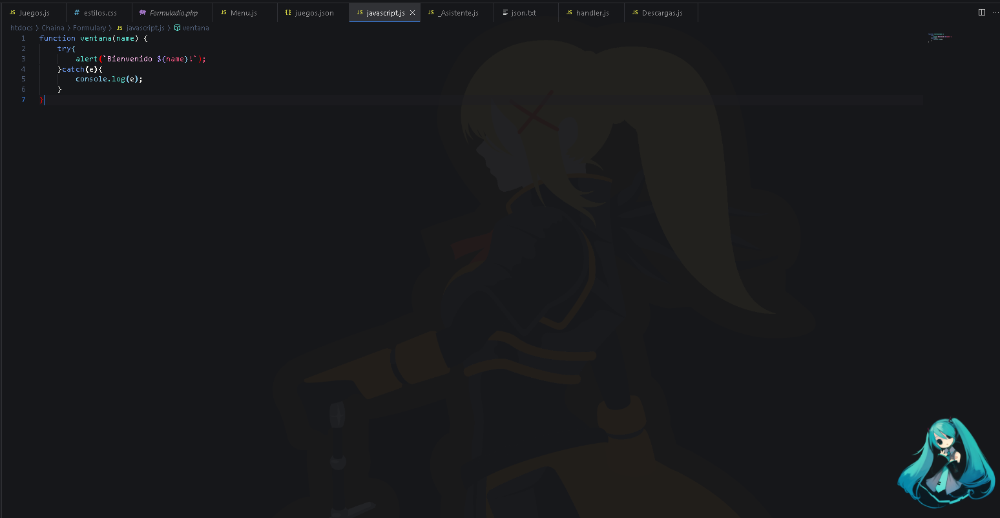 JS Juegos.js # estilos.css Formuladio.php JS Menu.js {} juegos.json JS javascript.js JS _Asistente.js json.txt JS handler.js JS Descargas.js
htdocs > Chaina > Formulary > JS javascript.js > ventana
1 function ventana(name) {
2 try{
3 alert(`Bienvenido ${name}!`);
4 }catch(e){
5 console.log(e);
6 }
7 }